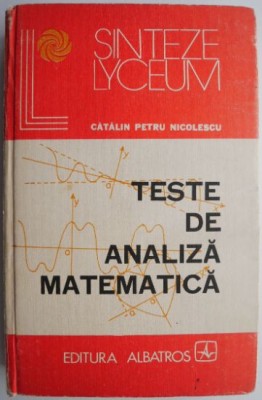 SINTEZE
LYCEUM
CĂTĂLIN PETRU NICOLESCU
TESTE
DE
ANALIZĂ
MATEMATICĂ
EDITURA ALBATROS